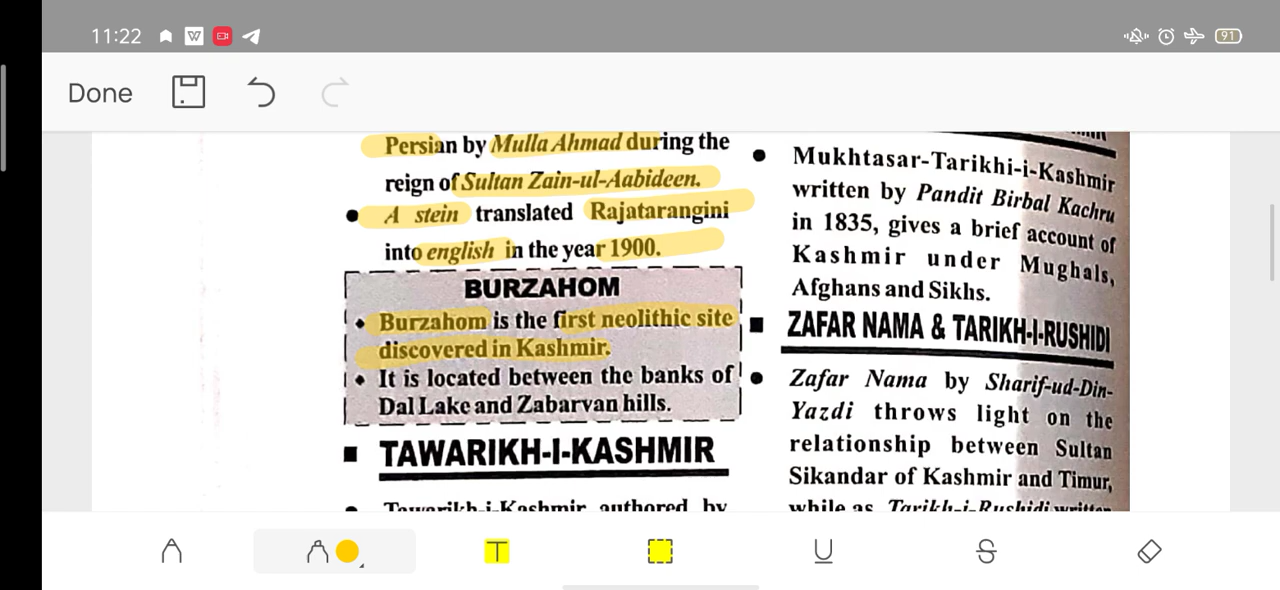 11:22
91
Done
Persian by Mulla Ahmad during the
reign of Sultan Zain-ul-Aabideen.
• A stein translated Rajatarangini
into english in the year 1900.
BURZAHOM
• Burzahom is the first neolithic site
discovered in Kashmir.
• It is located between the banks of
Dal Lake and Zabarvan hills.
■ TAWARIKH-I-KASHMIR
• Tawarikh-i-Kashmir authored by
• Mukhtasar-Tarikhi-i-Kashmir
written by Pandit Birbal Kachru
in 1835, gives a brief account of
Kashmir under Mughals,
Afghans and Sikhs.
■ ZAFAR NAMA & TARIKH-I-RUSHIDI
• Zafar Nama by Sharif-ud-Din-
Yazdi throws light on the
relationship between Sultan
Sikandar of Kashmir and Timur,
while as Tarikh-i-Rushidi written
T
U
S